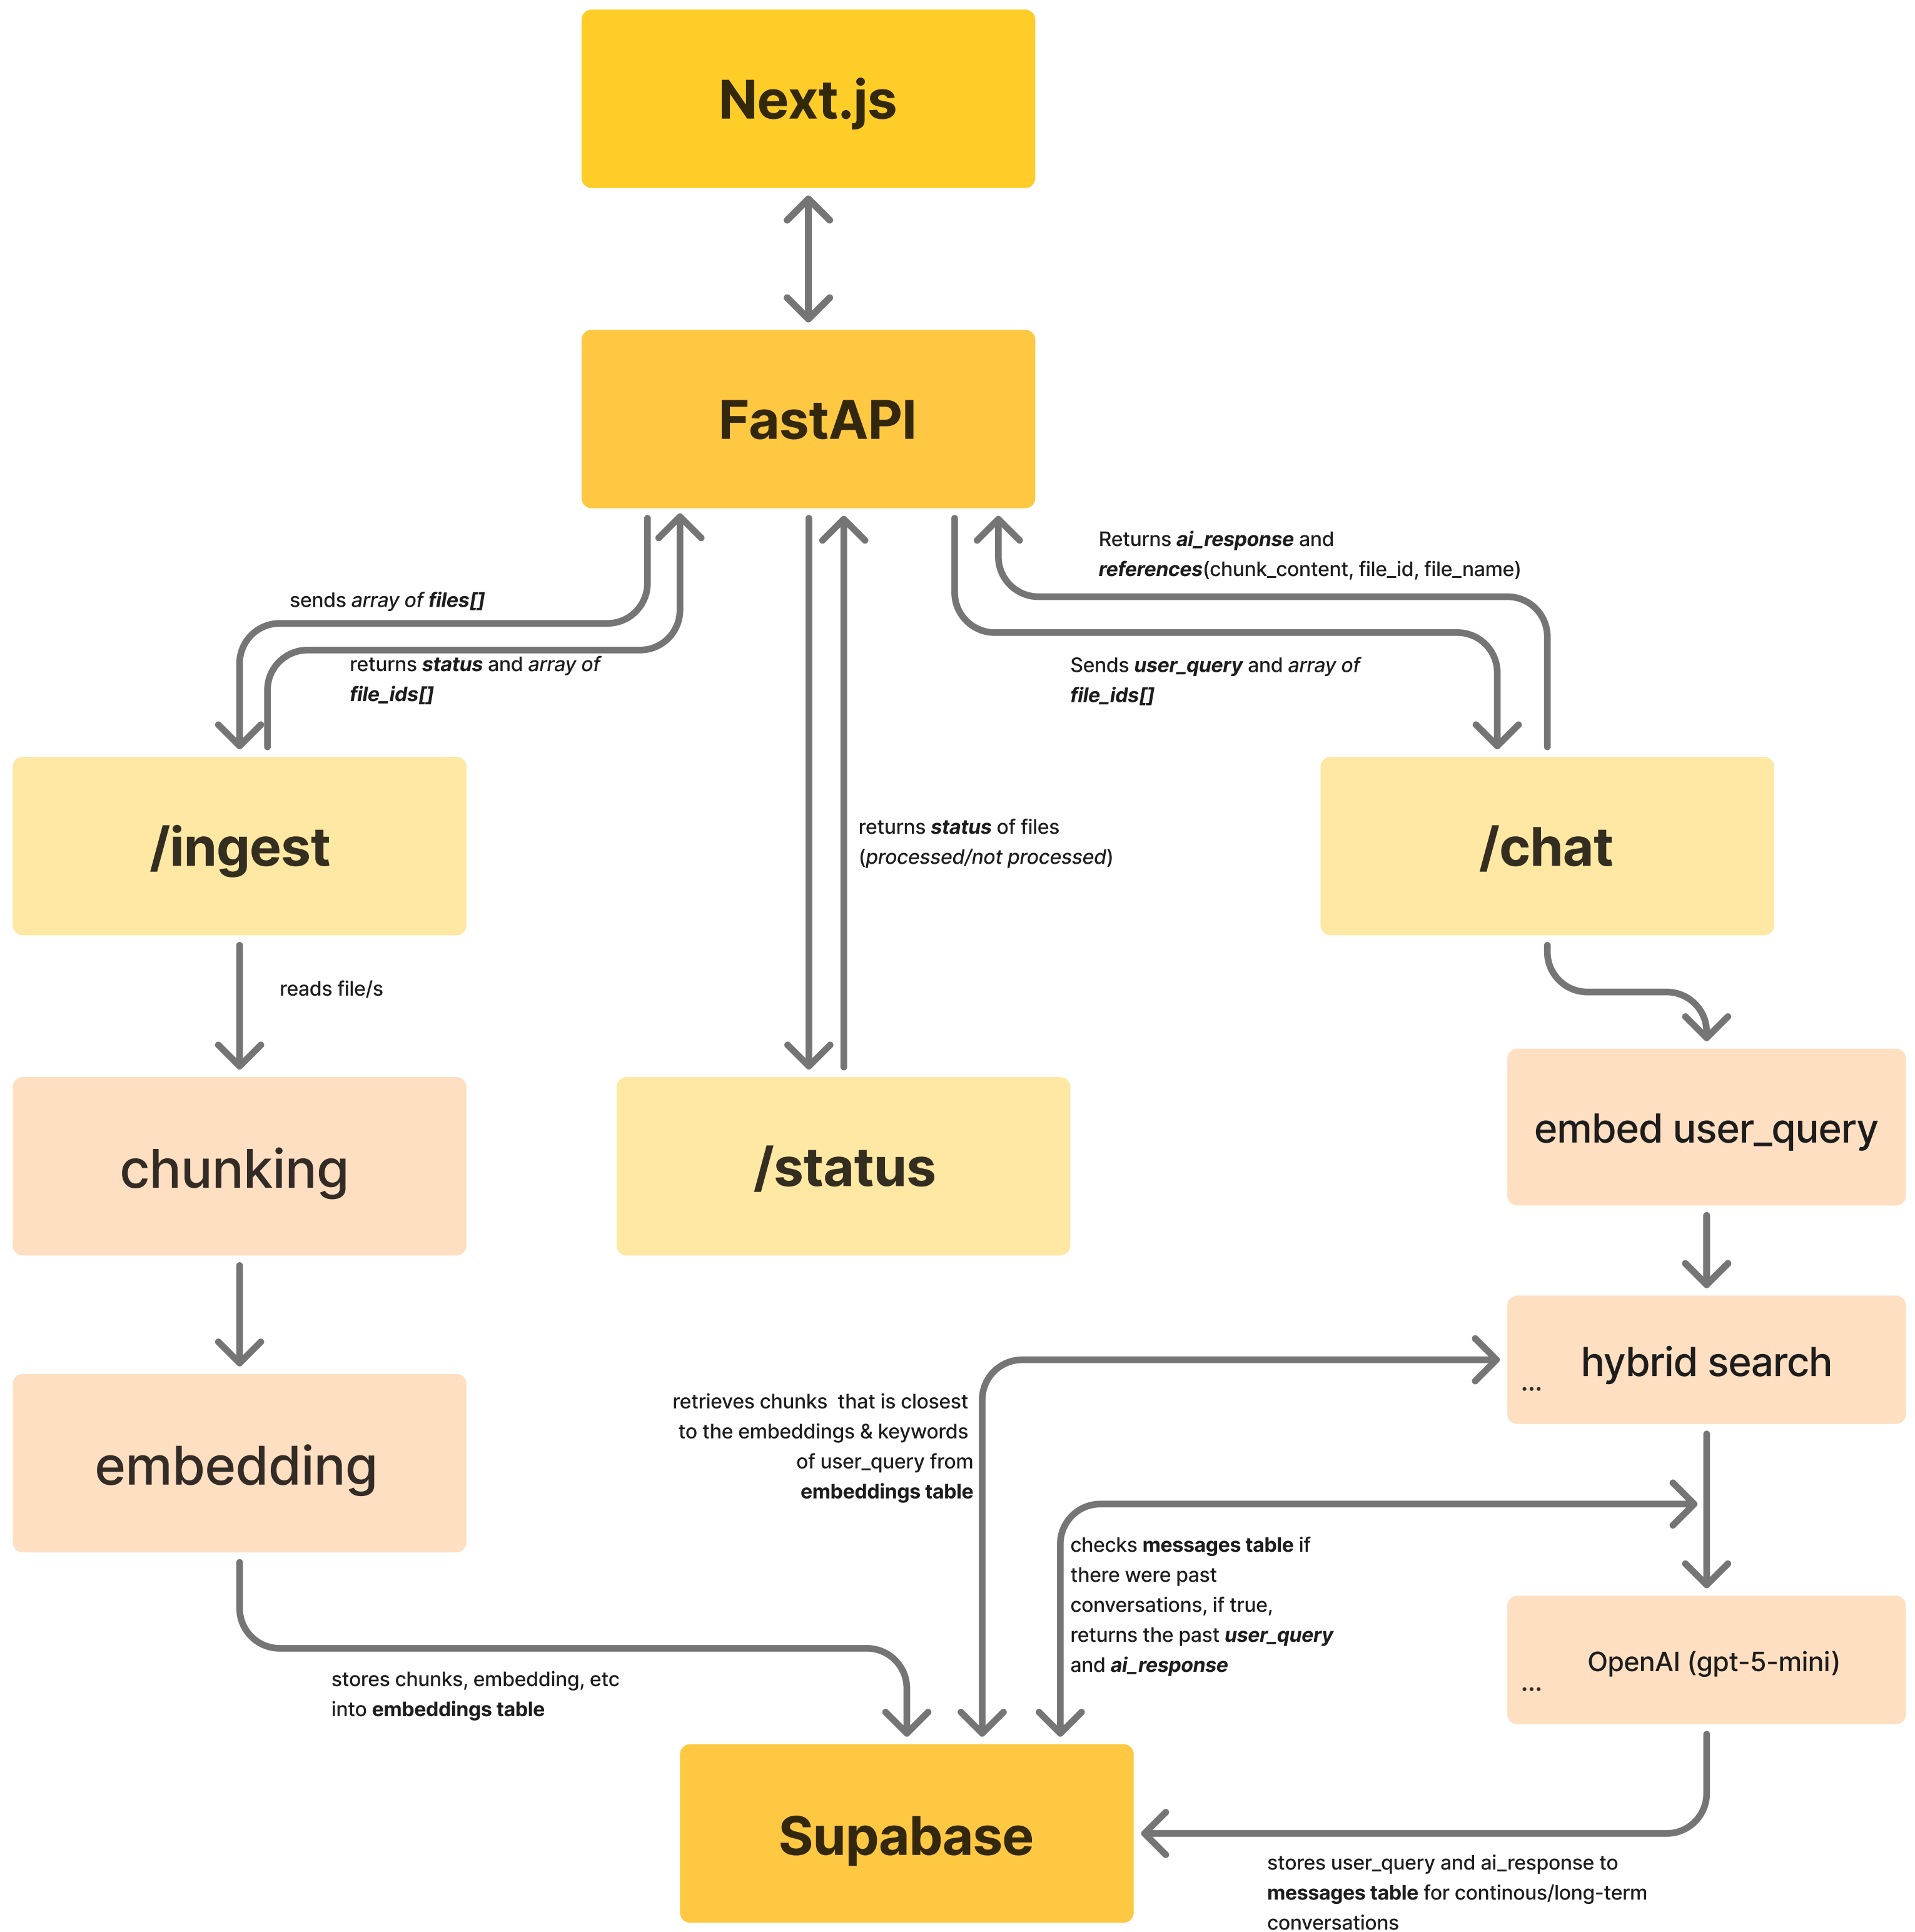 Next.js
FastAPI
Returns ai_response and
references(chunk_content, file_id, file_name)
sends array of files[]
returns status and array of
file_ids[]
Sends user_query and array of
file_ids[]
/ingest
returns status of files
(processed/not processed)
/chat
reads file/s
chunking
/status
embed user_query
embedding
hybrid search
...
retrieves chunks  that is closest
to the embeddings & keywords
of user_query from
embeddings table
checks messages table if
there were past
conversations, if true,
returns the past user_query
and ai_response
OpenAI (gpt-5-mini)
...
stores chunks, embedding, etc
into embeddings table
Supabase
stores user_query and ai_response to
messages table for continous/long-term
conversations